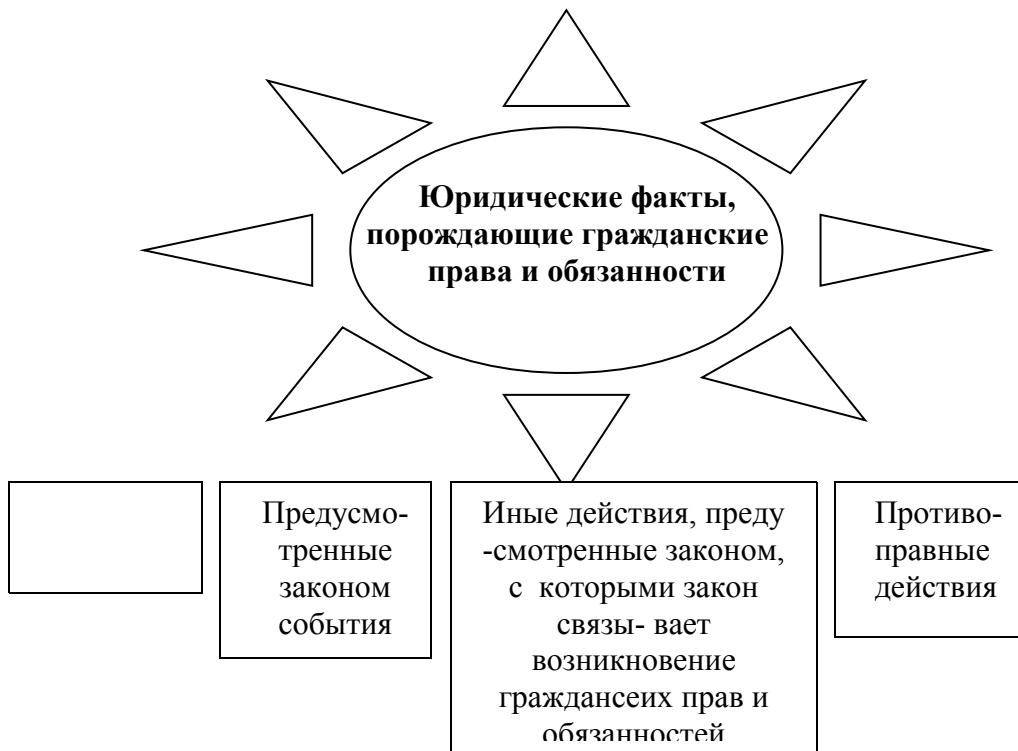 Юридические факты,
порождающие гражданские
права и обязанности
Предусмо-
тренные
законом
события
Иные действия, преду
-смотренные законом,
с которыми закон
связы- вает
возникновение
граждансеих прав и
обязанностей
Противо-
правные
действия